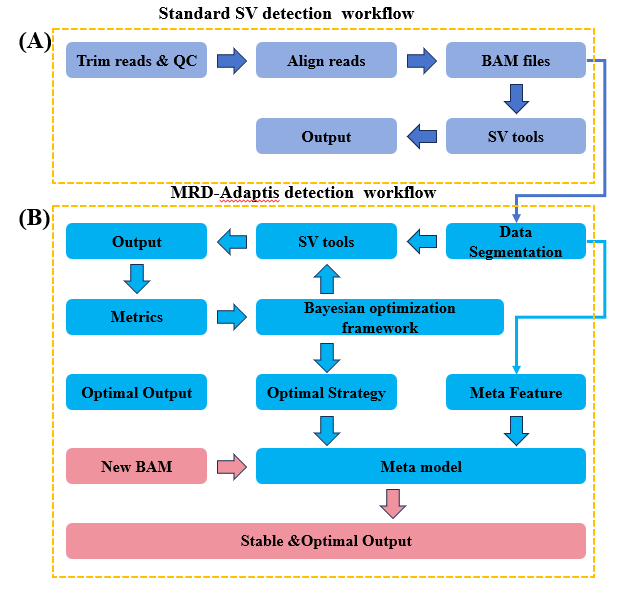 Standard SV detection workflow
(A)
Trim reads & QC
Align reads
BAM files
Output
SV tools
MRD-Adaptis detection workflow
(B)
Output
SV tools
Data
Segmentation
Metrics
Bayesian optimization
framework
Optimal Output
Optimal Strategy
Meta Feature
New BAM
Meta model
Stable &Optimal Output